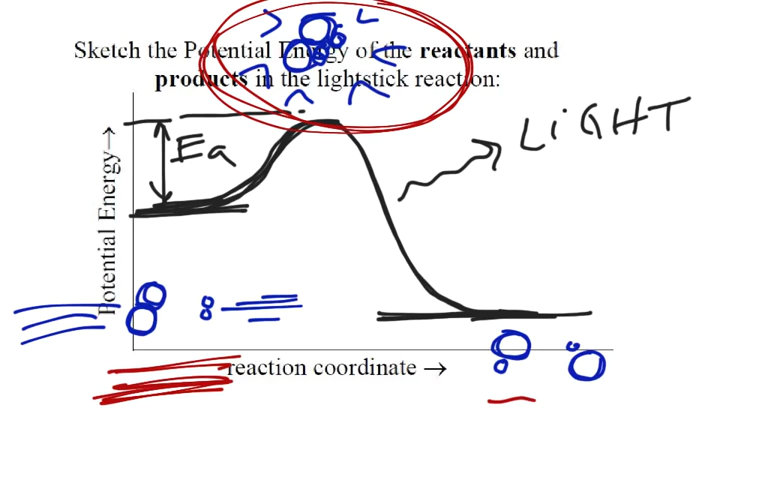 Sketch the Potential Energy of the reactants and
products in the lightstick reaction:
LiGHT
Ea
Potential Energy→
reaction coordinate →